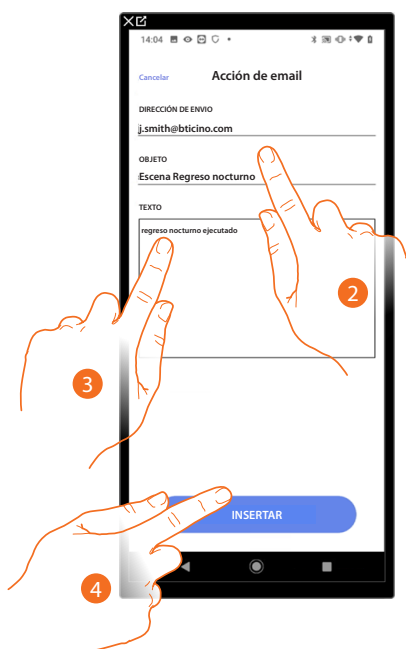 14:04
Cancelar Acción de email
DIRECCIÓN DE ENVIO
j.smith@bticino.com
OBJETO
Escena Regreso nocturno
TEXTO
regreso nocturno ejecutado
2
3
INSERTAR
4